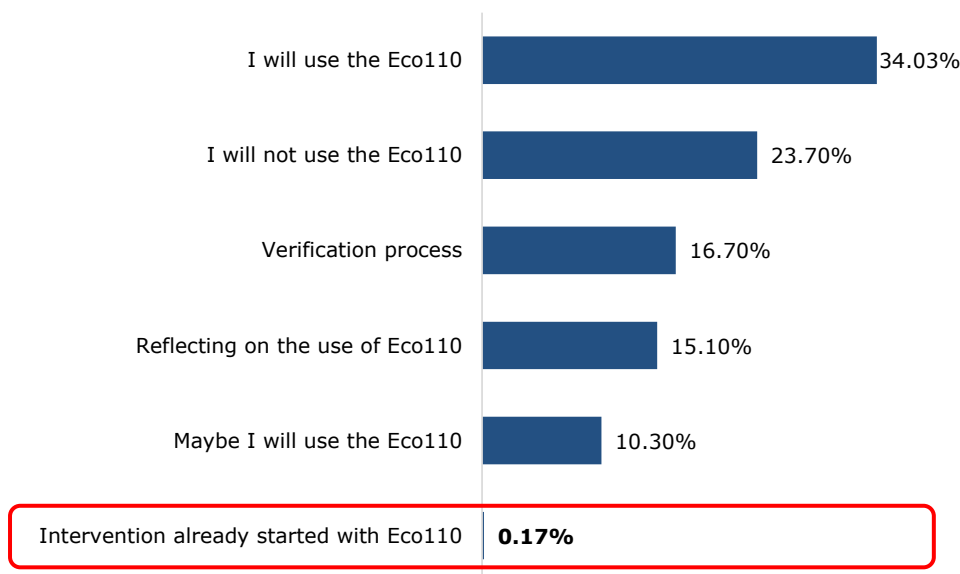 I will use the Eco110 34.03%
I will not use the Eco110 23.70%
Verification process 16.70%
Reflecting on the use of Eco110 15.10%
Maybe I will use the Eco110 10.30%
Intervention already started with Eco110 0.17%